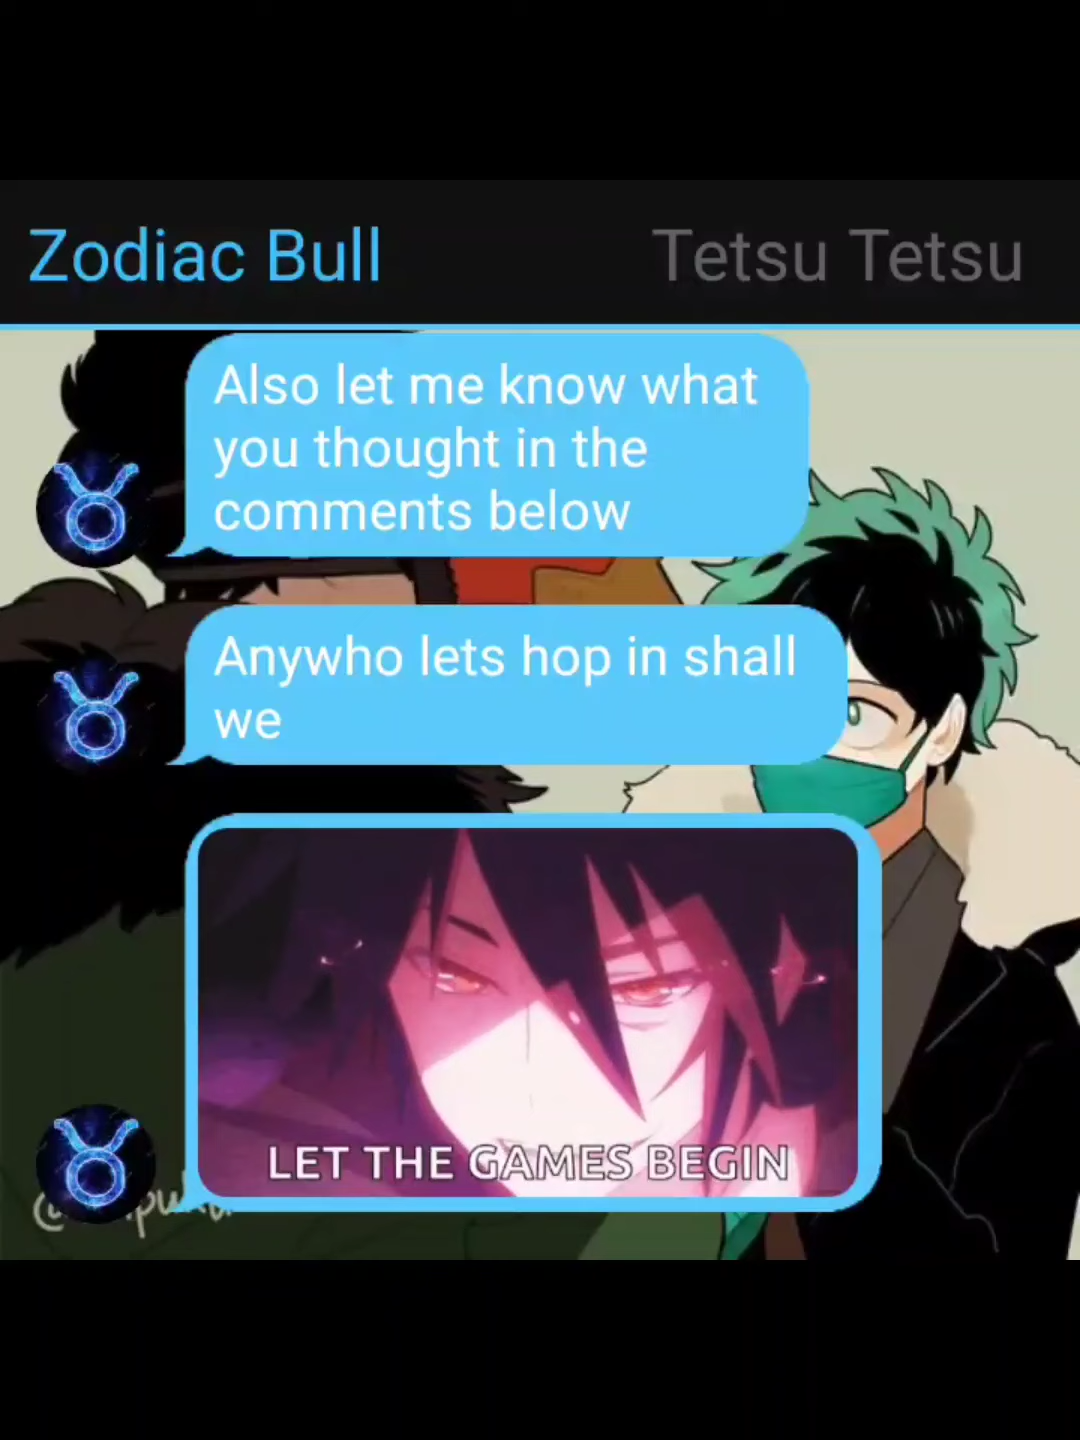 Zodiac Bull
Tetsu Tetsu
Also let me know what
you thought in the
comments below
Anywho lets hop in shall
we
LET THE GAMES BEGIN